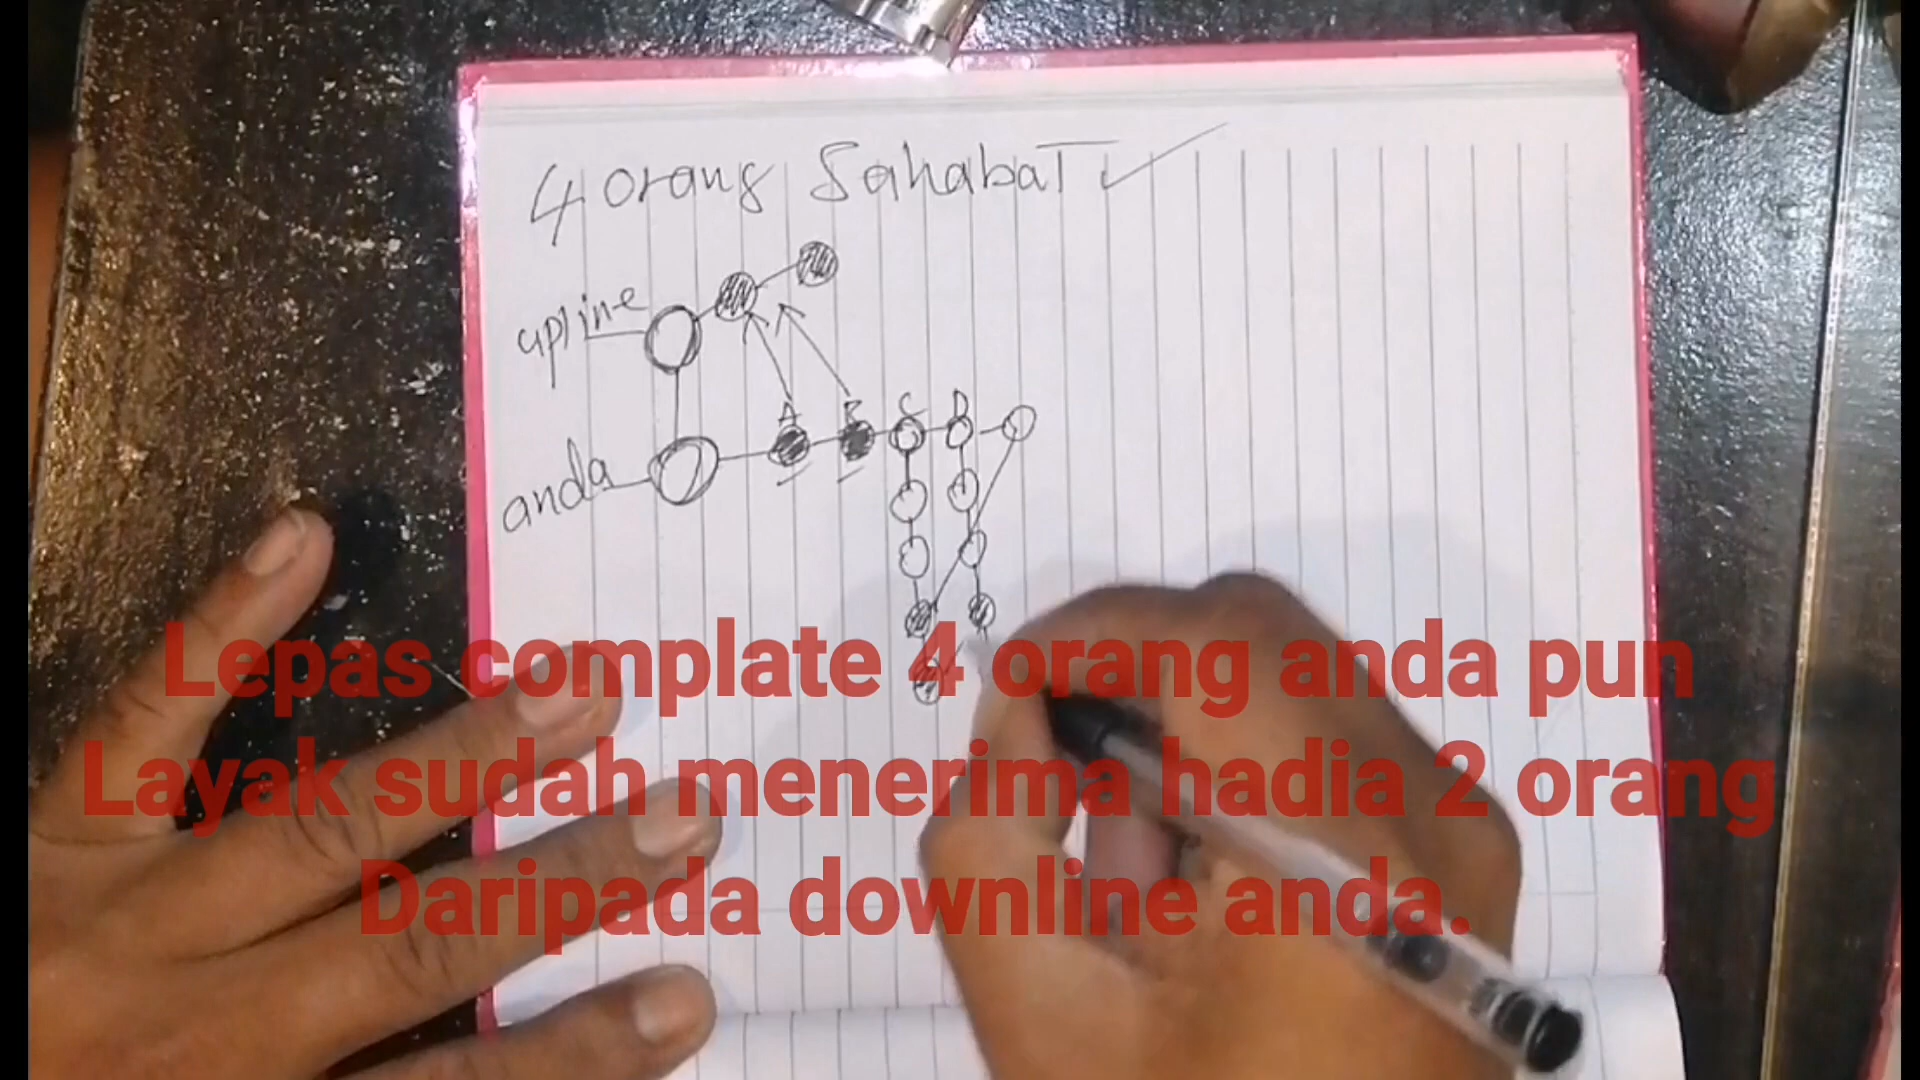 4 orang Sahabat
upline
A B C D
anda
Lepas complate 4 orang anda pun
Layak sudah menerima hadia 2 orang
Daripada downline anda.